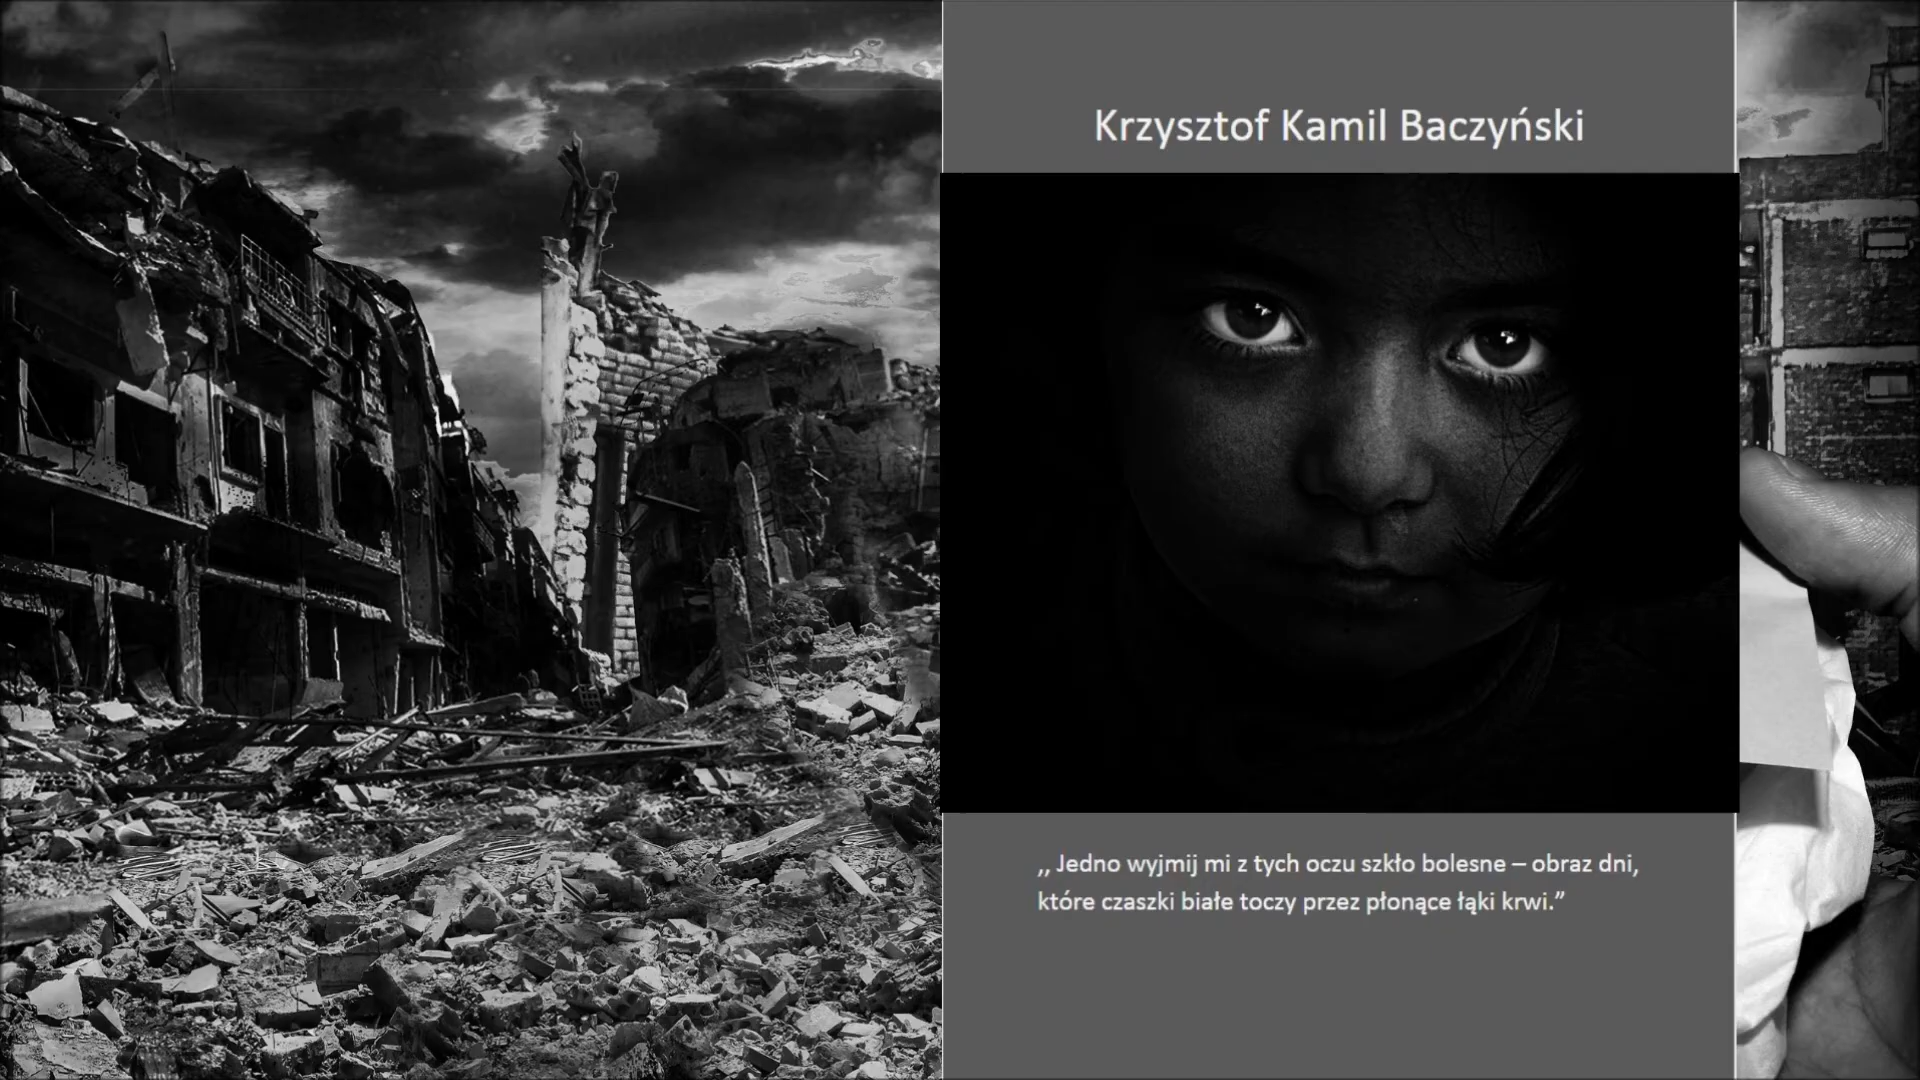 Krzysztof Kamil Baczyński
,, Jedno wyjmij mi z tych oczu szkło bolesne – obraz dni,
które czaszki białe toczy przez płonące łąki krwi.”